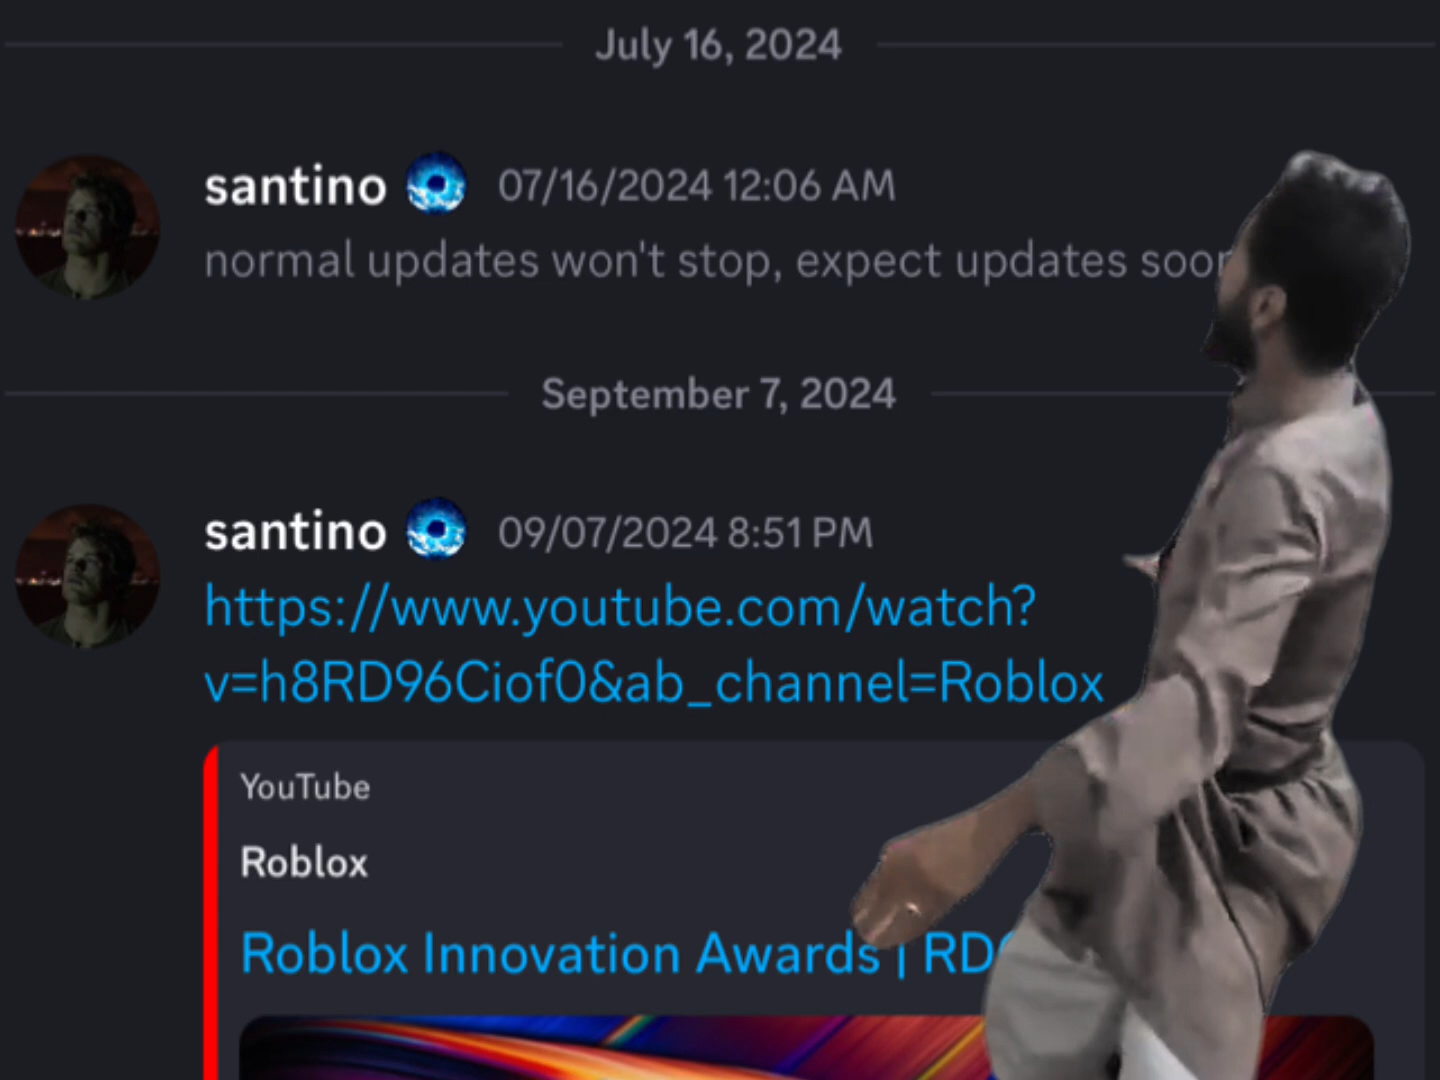 July 16, 2024
santino 07/16/2024 12:06 AM
normal updates won't stop, expect updates
September 7, 2024
santino 09/07/2024 8:51 PM
https://www.youtube.com/watch?
v=h8RD96Ciof0&ab_channel=Roblox
YouTube
Roblox
Roblox Innovation Awards |